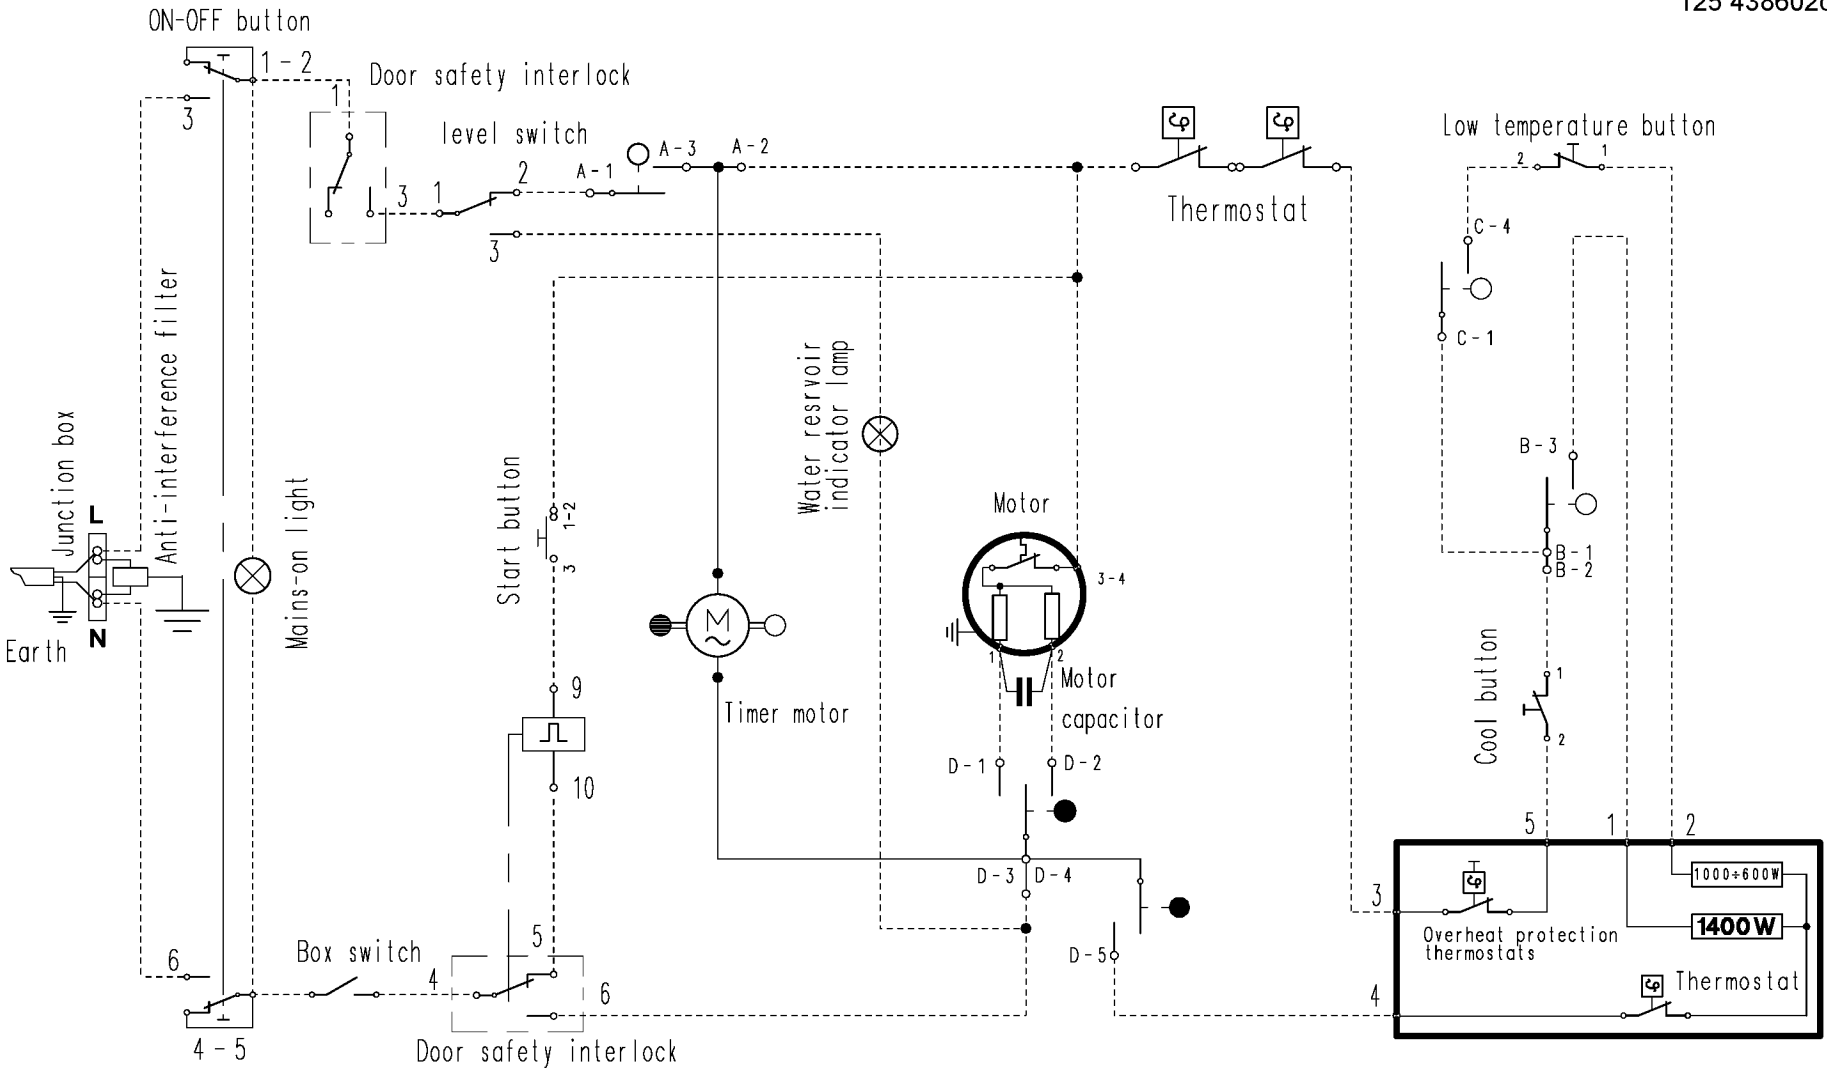 125 4386020
ON-OFF button
1-2
Door safety interlock
1
3
level switch
A-3
A-2
Low temperature button
2
1
2
A-1
3
1
Thermostat
C-4
3
Anti-interference filter
C-1
Water resrvoir
indicator lamp
Junction box
B-3
Start button
Mains-on light
1-2
Motor
L
B-1
B-2
3
3-4
N
Earth
1
2
Cool button
1
Motor
capacitor
9
Timer motor
2
D-1
D-2
10
5
1
2
D-3
D-4
1000÷600W
3
1400W
Overheat protection
thermostats
5
Box switch
D-5
6
4
6
Thermostat
4
4-5
Door safety interlock